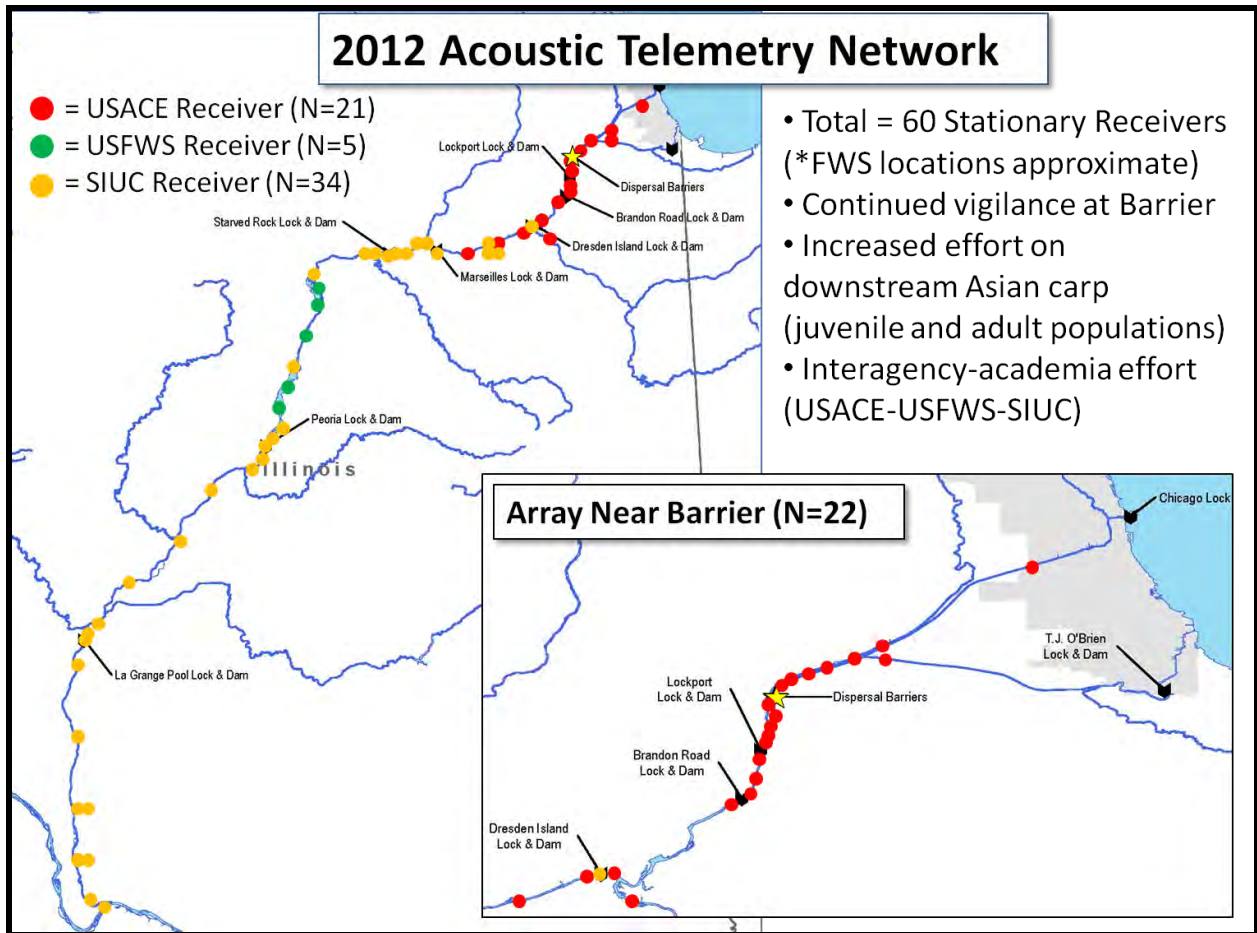 2012 Acoustic Telemetry Network
= USACE Receiver (N=21)
= USFWS Receiver (N=5)
= SIUC Receiver (N=34)
• Total = 60 Stationary Receivers
(*FWS locations approximate)
• Continued vigilance at Barrier
• Increased effort on
downstream Asian carp
(juvenile and adult populations)
• Interagency-academia effort
(USACE-USFWS-SIUC)
Lockport Lock & Dam
Dispersal Barriers
Brandon Road Lock & Dam
Starved Rock Lock & Dam
Dresden Island Lock & Dam
Marseilles Lock & Dam
Peoria Lock & Dam
Illinois
La Grange Pool Lock & Dam
Array Near Barrier (N=22)
Chicago Lock
T.J. O'Brien
Lock & Dam
Lockport
Lock & Dam
Dispersal Barriers
Brandon Road
Lock & Dam
Dresden Island
Lock & Dam